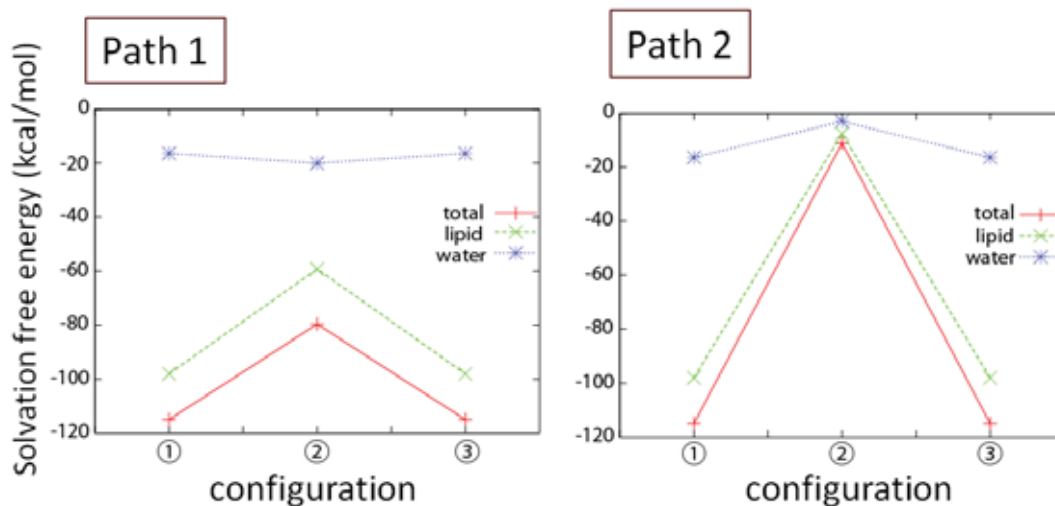 Path 1
Path 2
Solvation free energy (kcal/mol)
0
-20
-40
-60
-80
-100
-120
total
lipid
water
① ② ③
configuration
0
-20
-40
-60
-80
-100
-120
total
lipid
water
① ② ③
configuration